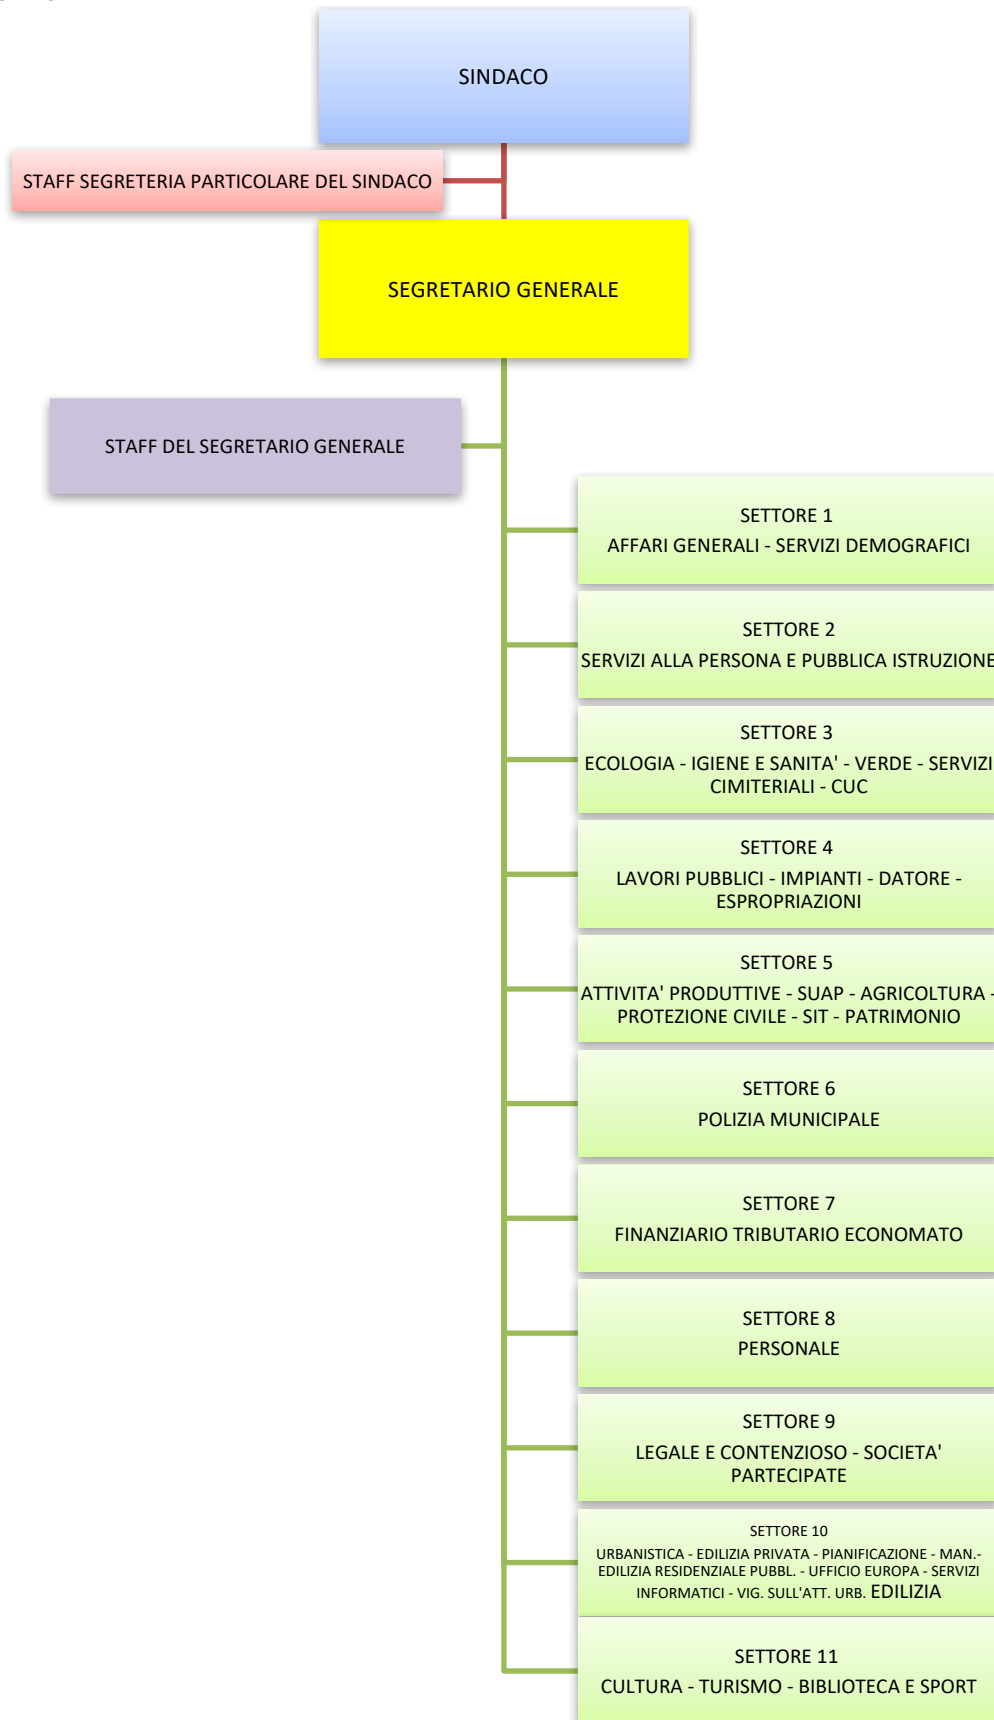 SINDACO
STAFF SEGRETERIA PARTICOLARE DEL SINDACO
SEGRETARIO GENERALE
STAFF DEL SEGRETARIO GENERALE
SETTORE 1
AFFARI GENERALI - SERVIZI DEMOGRAFICI
SETTORE 2
SERVIZI ALLA PERSONA E PUBBLICA ISTRUZIONE
SETTORE 3
ECOLOGIA - IGIENE E SANITA' - VERDE - SERVIZI
CIMITERIALI - CUC
SETTORE 4
LAVORI PUBBLICI - IMPIANTI - DATORE -
ESPROPRIAZIONI
SETTORE 5
ATTIVITA' PRODUTTIVE - SUAP - AGRICOLTURA -
PROTEZIONE CIVILE - SIT - PATRIMONIO
SETTORE 6
POLIZIA MUNICIPALE
SETTORE 7
FINANZIARIO TRIBUTARIO ECONOMATO
SETTORE 8
PERSONALE
SETTORE 9
LEGALE E CONTENZIOSO - SOCIETA'
PARTECIPATE
SETTORE 10
URBANISTICA - EDILIZIA PRIVATA - PIANIFICAZIONE - MAN.-
EDILIZIA RESIDENZIALE PUBBL. - UFFICIO EUROPA - SERVIZI
INFORMATICI - VIG. SULL'ATT. URB. EDILIZIA
SETTORE 11
CULTURA - TURISMO - BIBLIOTECA E SPORT